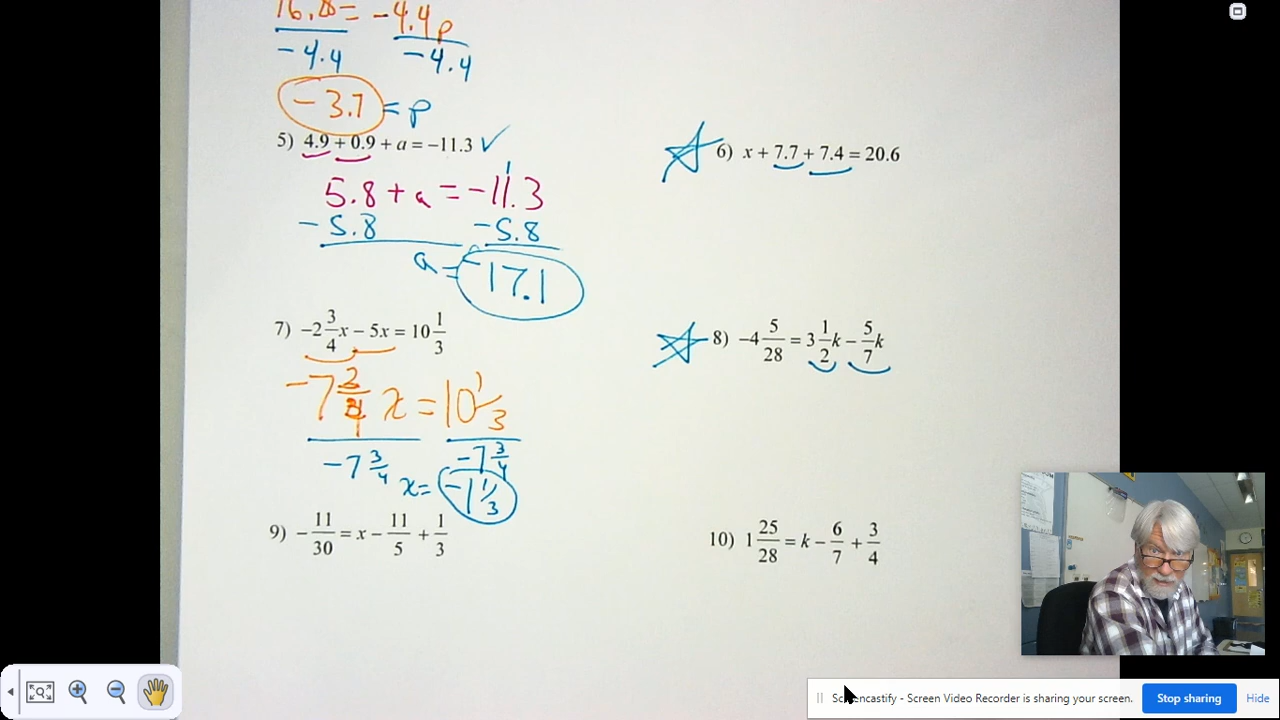 16.8 = -4.4p
-4.4 -4.4
-3.7 = p
5) 4.9 + 0.9 + a = −11.3 ✓
5.8 + a = -11.3
-5.8 -5.8
a = -17.1
6) x + 7.7 + 7.4 = 20.6
7) −2 3/4 x − 5x = 10 1/3
-7 3/4 x = 10 1/3
-7 3/4 -7 3/4
x = -1 1/3
8) −4 5/28 = 3 1/2 k − 5/7 k
9) − 11/30 = x − 11/5 + 1/3
10) 1 25/28 = k − 6/7 + 3/4
Screencastify - Screen Video Recorder is sharing your screen.
Stop sharing
Hide